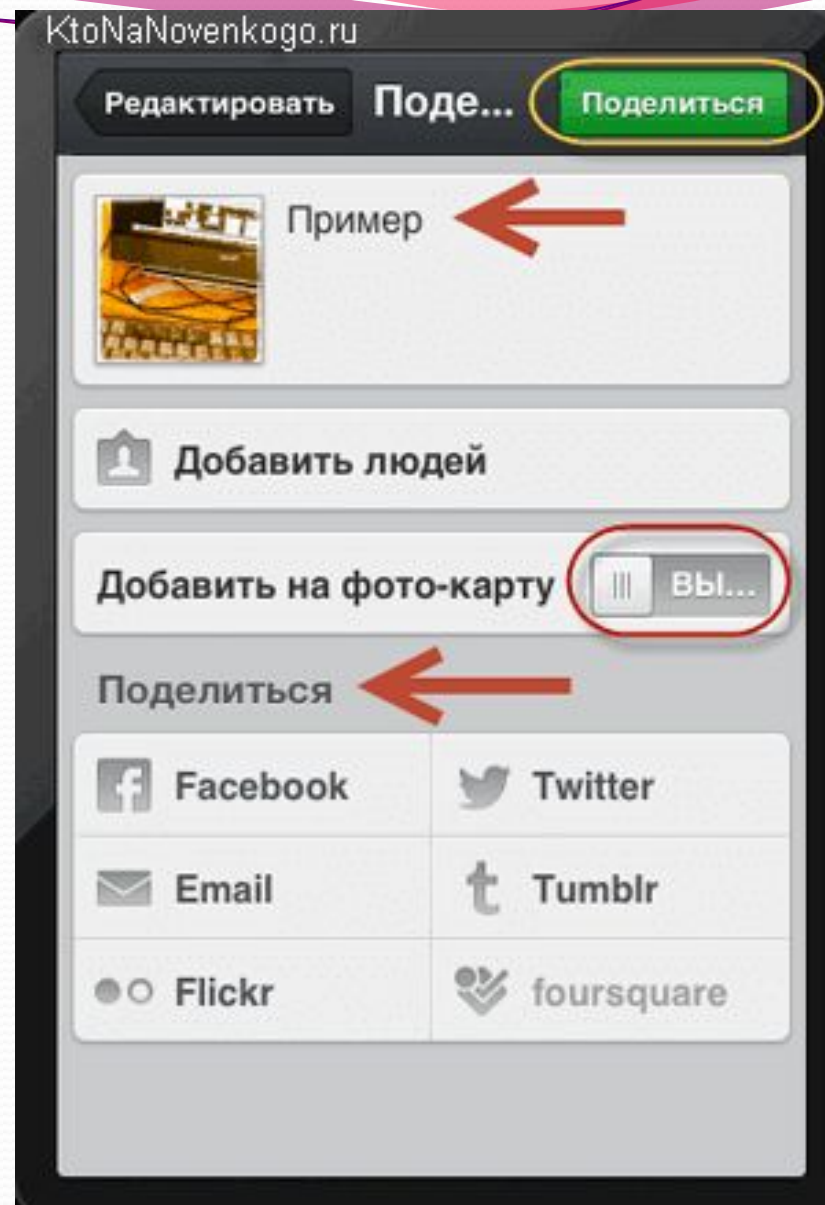 KtoNaNovenkogo.ru
Редактировать Поде... Поделиться
Пример
Добавить людей
Добавить на фото-карту ВЫ...
Поделиться
Facebook Twitter
Email Tumblr
Flickr foursquare